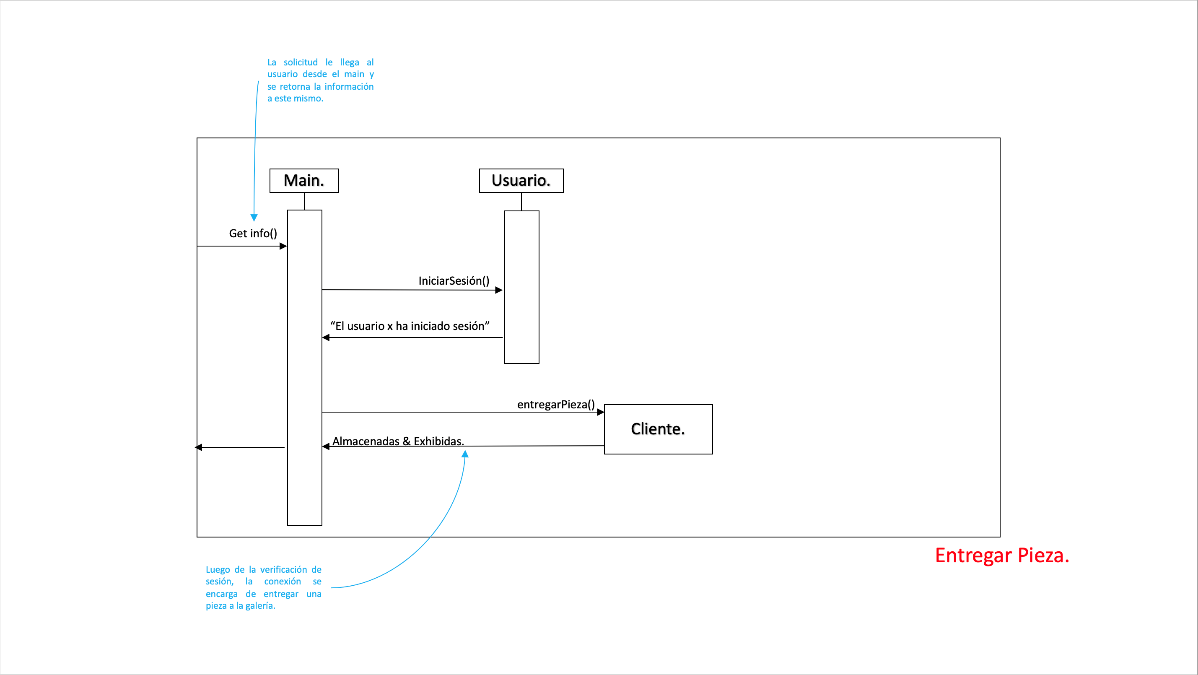 La solicitud le llega al
usuario desde el main y
se retorna la información
a este mismo.
Main.
Usuario.
Get info()
IniciarSesión()
“El usuario x ha iniciado sesión”
entregarPieza()
Cliente.
Almacenadas & Exhibidas.
Entregar Pieza.
Luego de la verificación de
sesión, la conexión se
encarga de entregar una
pieza a la galería.